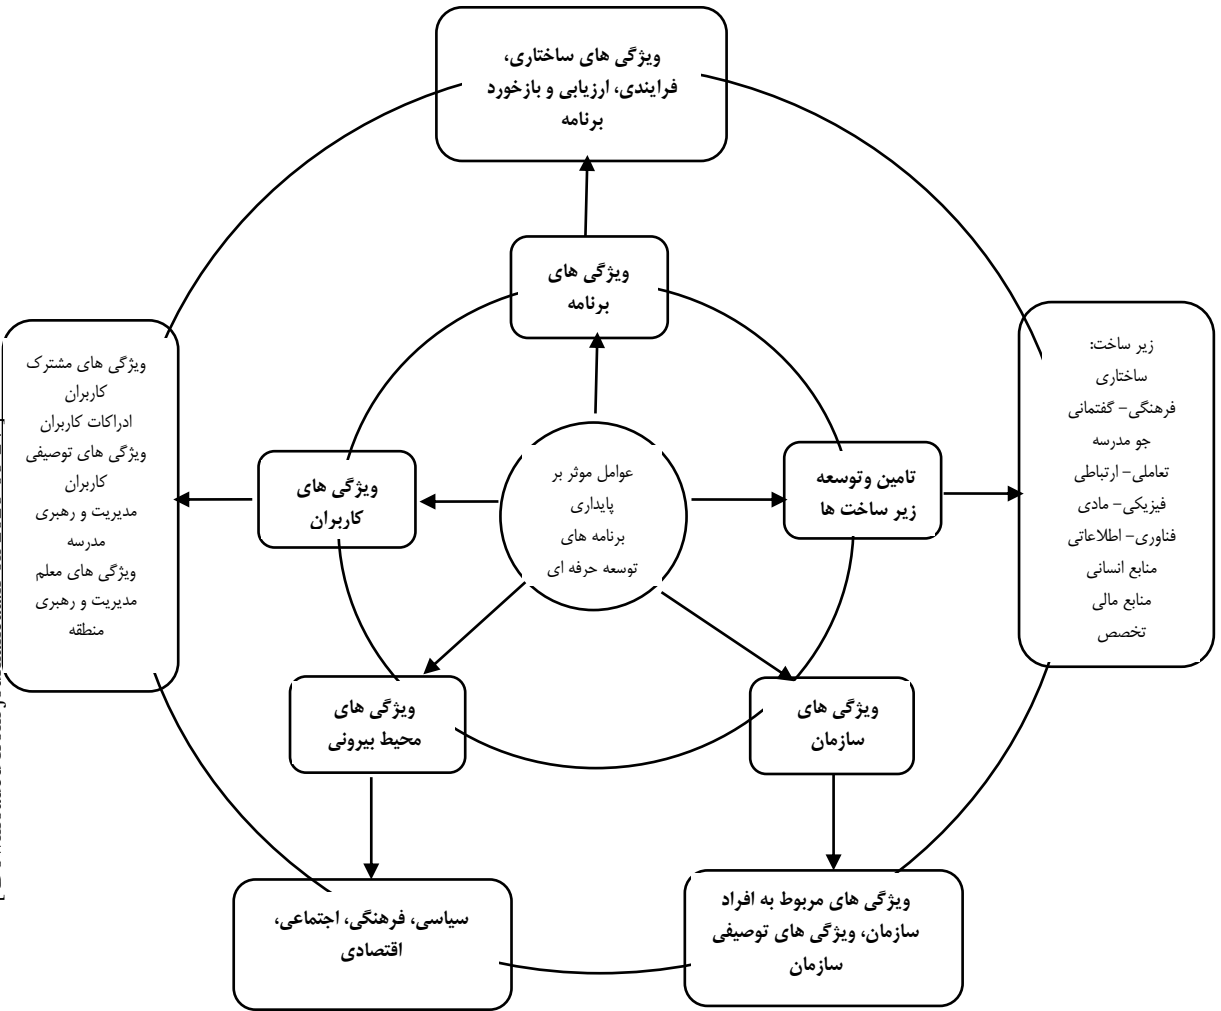 ویژگی های ساختاری،
فرایندی، ارزیابی و بازخورد
برنامه
ویژگی های
برنامه
زیر ساخت:
ساختاری
فرهنگی- گفتمانی
جو مدرسه
تعاملی- ارتباطی
فیزیکی- مادی
فناوری- اطلاعاتی
منابع انسانی
منابع مالی
تخصص
تامین وتوسعه
زیر ساخت ها
عوامل موثر بر
پایداری
برنامه های
توسعه حرفه ای
ویژگی های
کاربران
ویژگی های مشترک
کاربران
ادراکات کاربران
ویژگی های توصیفی
کاربران
مدیریت و رهبری
مدرسه
ویژگی های معلم
مدیریت و رهبری
منطقه
ویژگی های
سازمان
ویژگی های
محیط بیرونی
ویژگی های مربوط به افراد
سازمان، ویژگی های توصیفی
سازمان
سیاسی، فرهنگی، اجتماعی،
اقتصادی